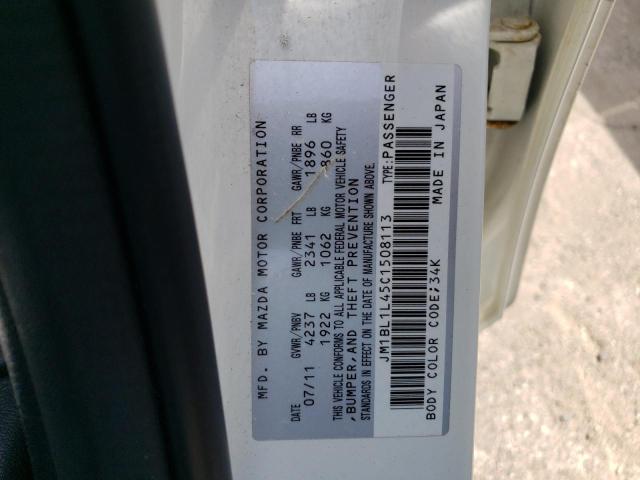 MFD. BY MAZDA MOTOR CORPORATION
DATE GVWR/PNBV GAWR/PNBE FRT GAWR/PNBE RR
07/11 4237 LB 2341 LB 1896 LB
1922 KG 1062 KG 860 KG
THIS VEHICLE CONFORMS TO ALL APPLICABLE FEDERAL MOTOR VEHICLE SAFETY
,BUMPER,AND THEFT PREVENTION
STANDARDS IN EFFECT ON THE DATE OF MANUFACTURE SHOWN ABOVE.
JM1BL1L45C1508113 TYPE:PASSENGER
BODY COLOR CODE:34K MADE IN JAPAN